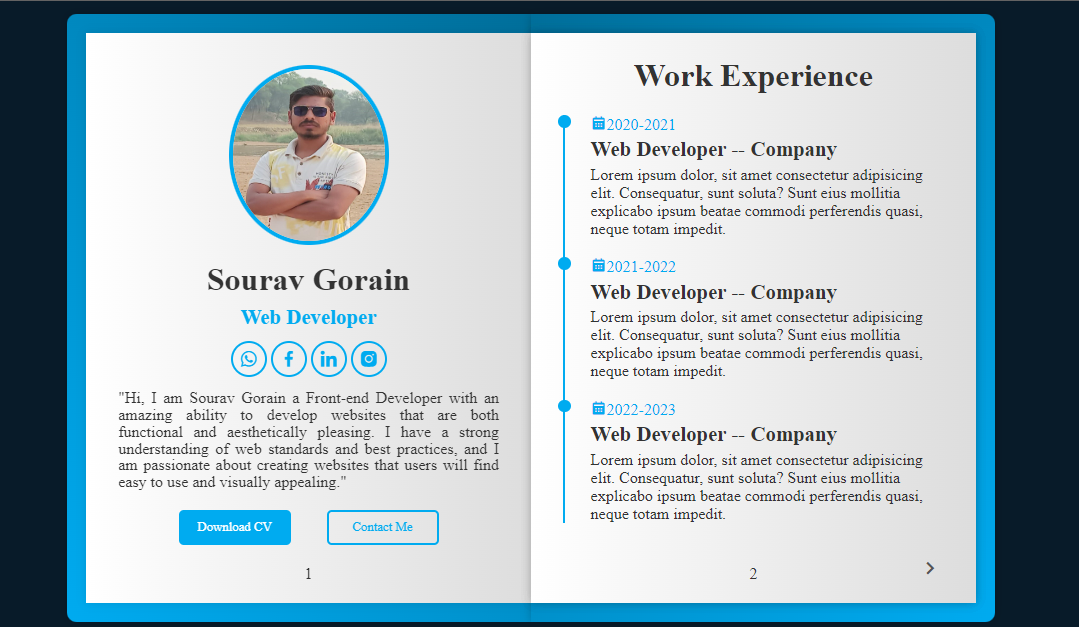 Sourav Gorain
Web Developer
"Hi, I am Sourav Gorain a Front-end Developer with an
amazing ability to develop websites that are both
functional and aesthetically pleasing. I have a strong
understanding of web standards and best practices, and I
am passionate about creating websites that users will find
easy to use and visually appealing."
Download CV
Contact Me
1
Work Experience
2020-2021
Web Developer -- Company
Lorem ipsum dolor, sit amet consectetur adipisicing
elit. Consequatur, sunt soluta? Sunt eius mollitia
explicabo ipsum beatae commodi perferendis quasi,
neque totam impedit.
2021-2022
Web Developer -- Company
Lorem ipsum dolor, sit amet consectetur adipisicing
elit. Consequatur, sunt soluta? Sunt eius mollitia
explicabo ipsum beatae commodi perferendis quasi,
neque totam impedit.
2022-2023
Web Developer -- Company
Lorem ipsum dolor, sit amet consectetur adipisicing
elit. Consequatur, sunt soluta? Sunt eius mollitia
explicabo ipsum beatae commodi perferendis quasi,
neque totam impedit.
2